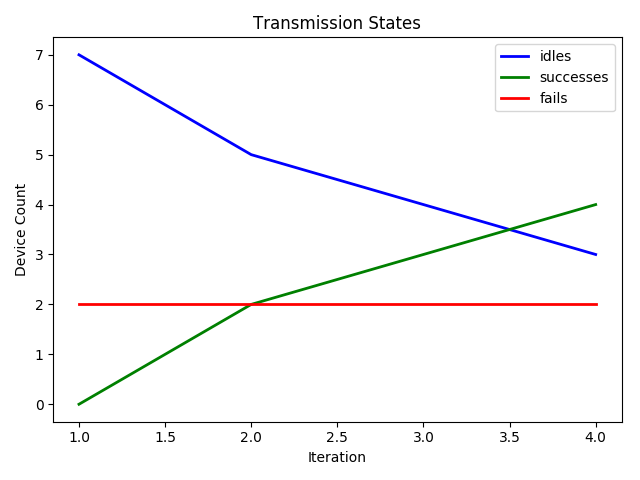 Transmission States
idles
successes
fails
7
6
5
4
3
2
1
0
Device Count
1.0 1.5 2.0 2.5 3.0 3.5 4.0
Iteration